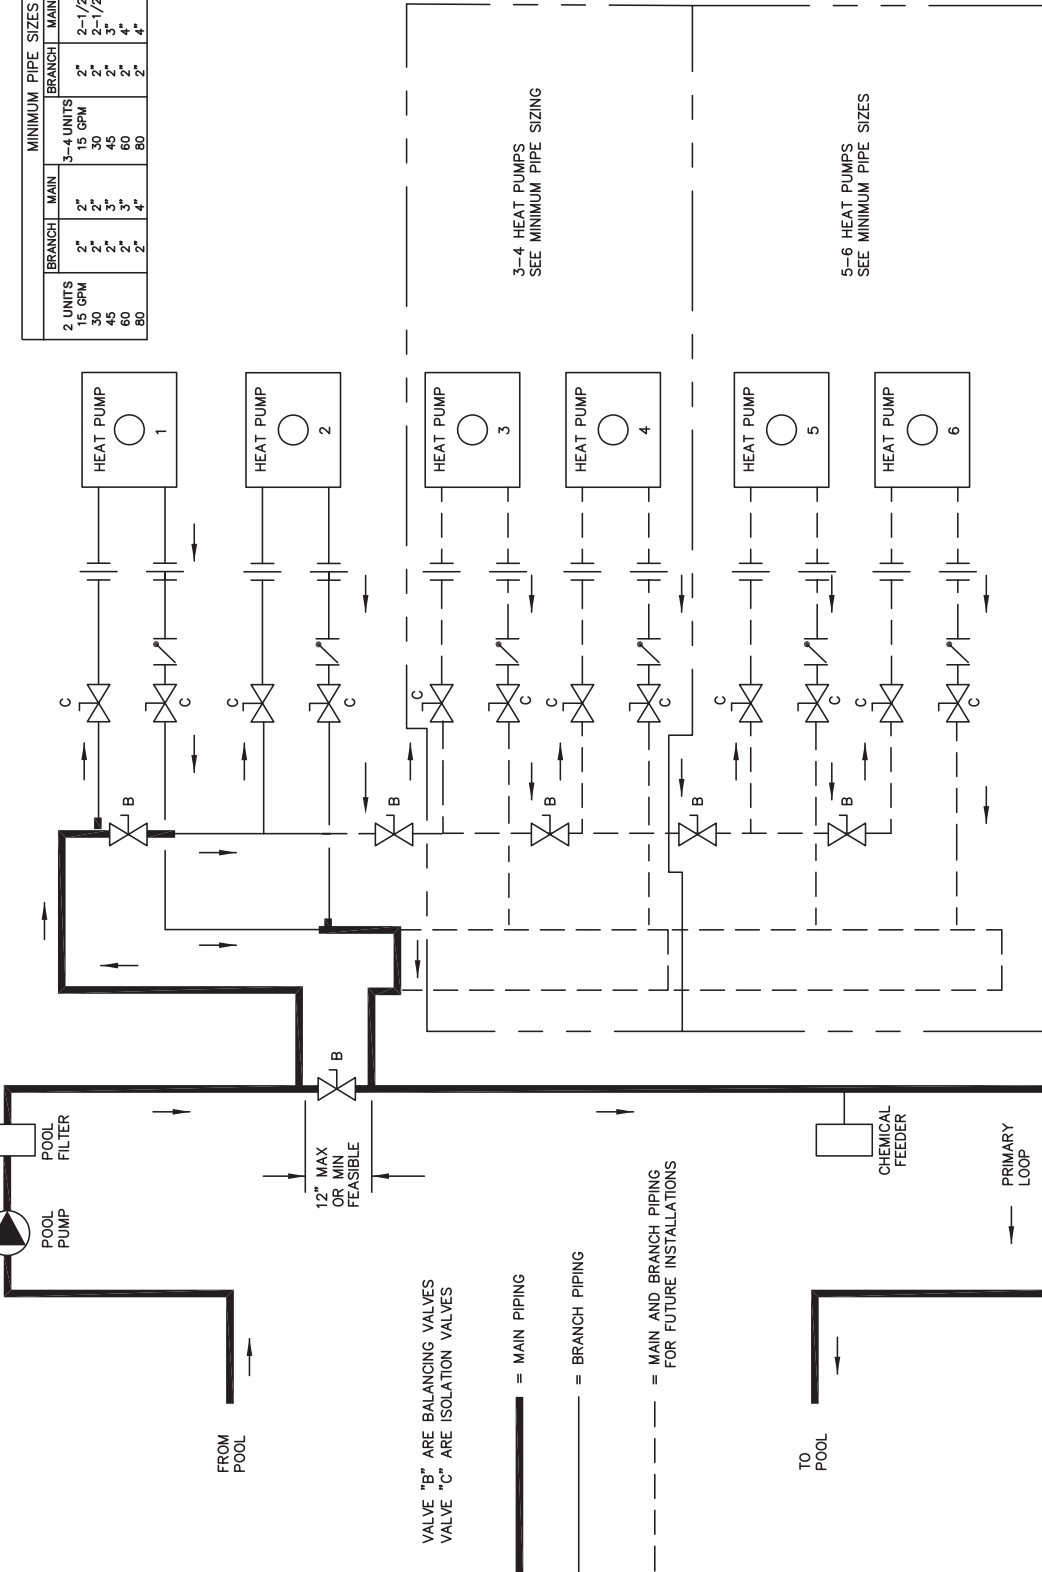 MINIMUM PIPE SIZES
BRANCH MAIN BRANCH MAIN
2 UNITS 3-4 UNITS
15 GPM 2" 2" 15 GPM 2" 2-1/2
30 2" 2" 30 2" 2-1/2
45 2" 3" 45 2" 3"
60 2" 3" 60 2" 4"
80 2" 4" 80 2" 4"
HEAT PUMP
1
C
C
B
HEAT PUMP
2
C
C
B
3-4 HEAT PUMPS
SEE MINIMUM PIPE SIZING
HEAT PUMP
3
C
C
B
HEAT PUMP
4
C
C
B
5-6 HEAT PUMPS
SEE MINIMUM PIPE SIZES
HEAT PUMP
5
C
C
B
HEAT PUMP
6
C
C
B
POOL
FILTER
POOL
PUMP
12" MAX
OR MIN
FEASIBLE
CHEMICAL
FEEDER
PRIMARY
LOOP
FROM
POOL
TO
POOL
VALVE "B" ARE BALANCING VALVES
VALVE "C" ARE ISOLATION VALVES
= MAIN PIPING
= BRANCH PIPING
= MAIN AND BRANCH PIPING
FOR FUTURE INSTALLATIONS